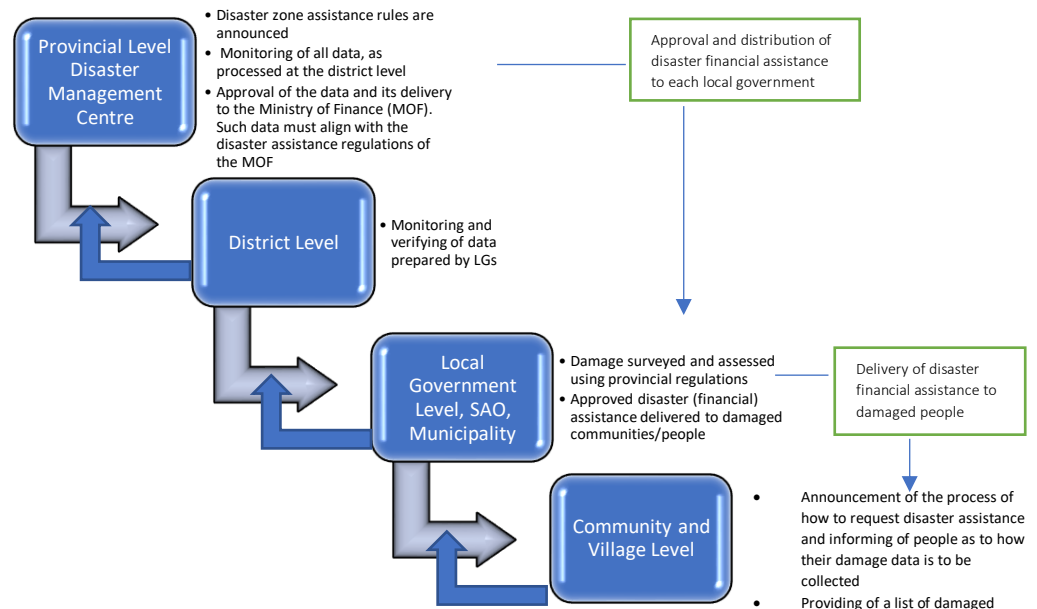 Provincial Level
Disaster
Management
Centre
• Disaster zone assistance rules are
announced
• Monitoring of all data, as
processed at the district level
• Approval of the data and its delivery
to the Ministry of Finance (MOF).
Such data must align with the
disaster assistance regulations of
the MOF
Approval and distribution of
disaster financial assistance
to each local government
District Level
• Monitoring and
verifying of data
prepared by LGs
Local
Government
Level, SAO,
Municipality
• Damage surveyed and assessed
using provincial regulations
• Approved disaster (financial)
assistance delivered to damaged
communities/people
Delivery of disaster
financial assistance to
damaged people
Community and
Village Level
• Announcement of the process of
how to request disaster assistance
and informing of people as to how
their damage data is to be
collected
• Providing of a list of damaged